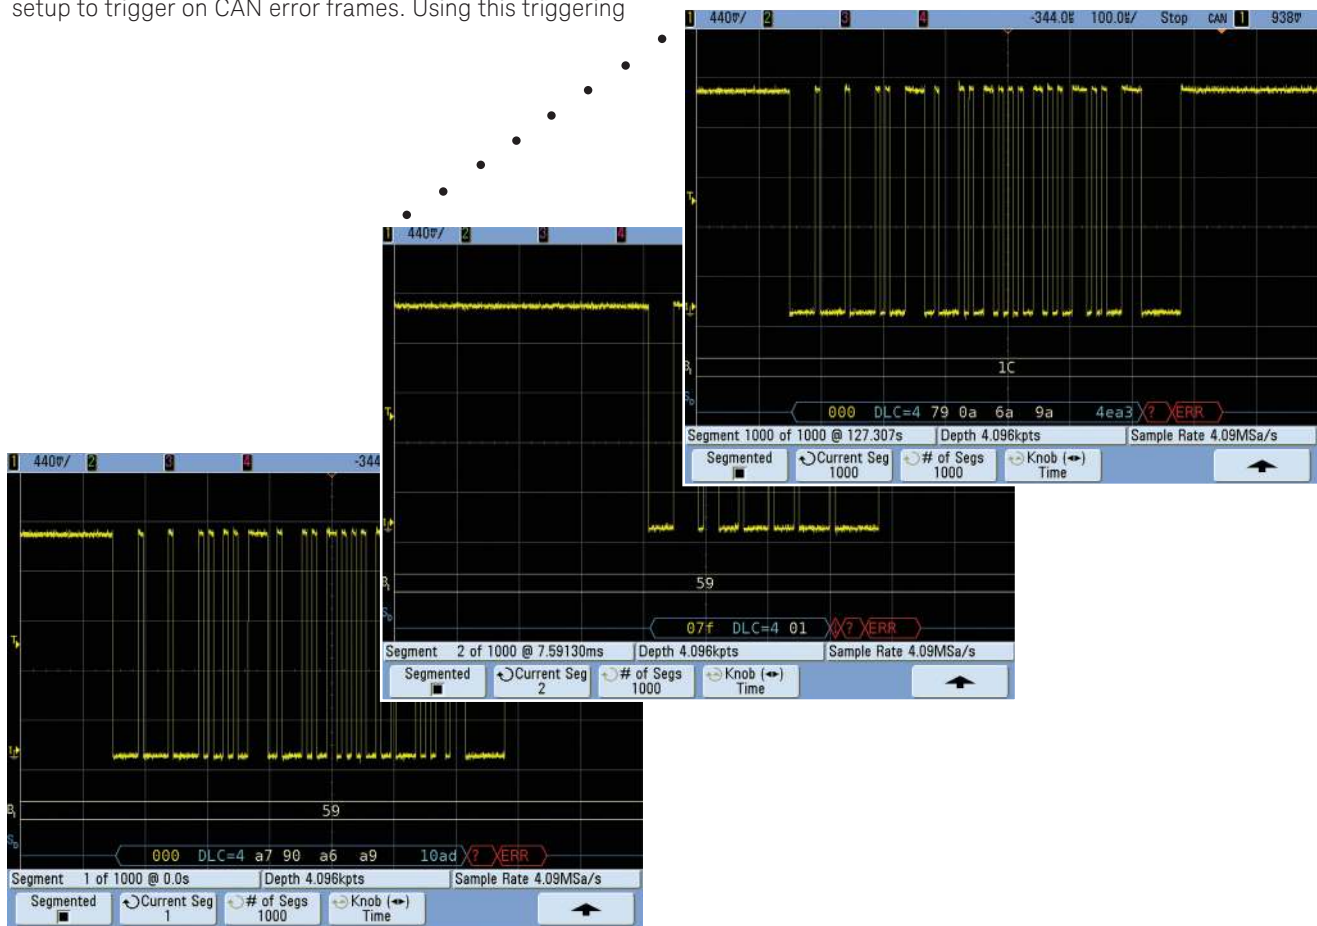 setup to trigger on CAN error frames. Using this triggering
1 440mV/ 2 3 4 -344.0us 100.0us/ Stop CAN 1 938mV
T
1C
000 DLC=4 79 0a 6a 9a 4ea3 ? ERR
Segment 1000 of 1000 @ 127.307s Depth 4.096kpts Sample Rate 4.09MSa/s
Segmented Current Seg # of Segs Knob (◄►)
1000 1000 Time
1 440mV/ 2 3 4
T
59
07f DLC=4 01 ? ERR
Segment 2 of 1000 @ 7.59130ms Depth 4.096kpts Sample Rate 4.09MSa/s
Segmented Current Seg # of Segs Knob (◄►)
2 1000 Time
1 440mV/ 2 3 4 -344
T
59
000 DLC=4 a7 90 a6 a9 10ad ? ERR
Segment 1 of 1000 @ 0.0s Depth 4.096kpts Sample Rate 4.09MSa/s
Segmented Current Seg # of Segs Knob (◄►)
1 1000 Time